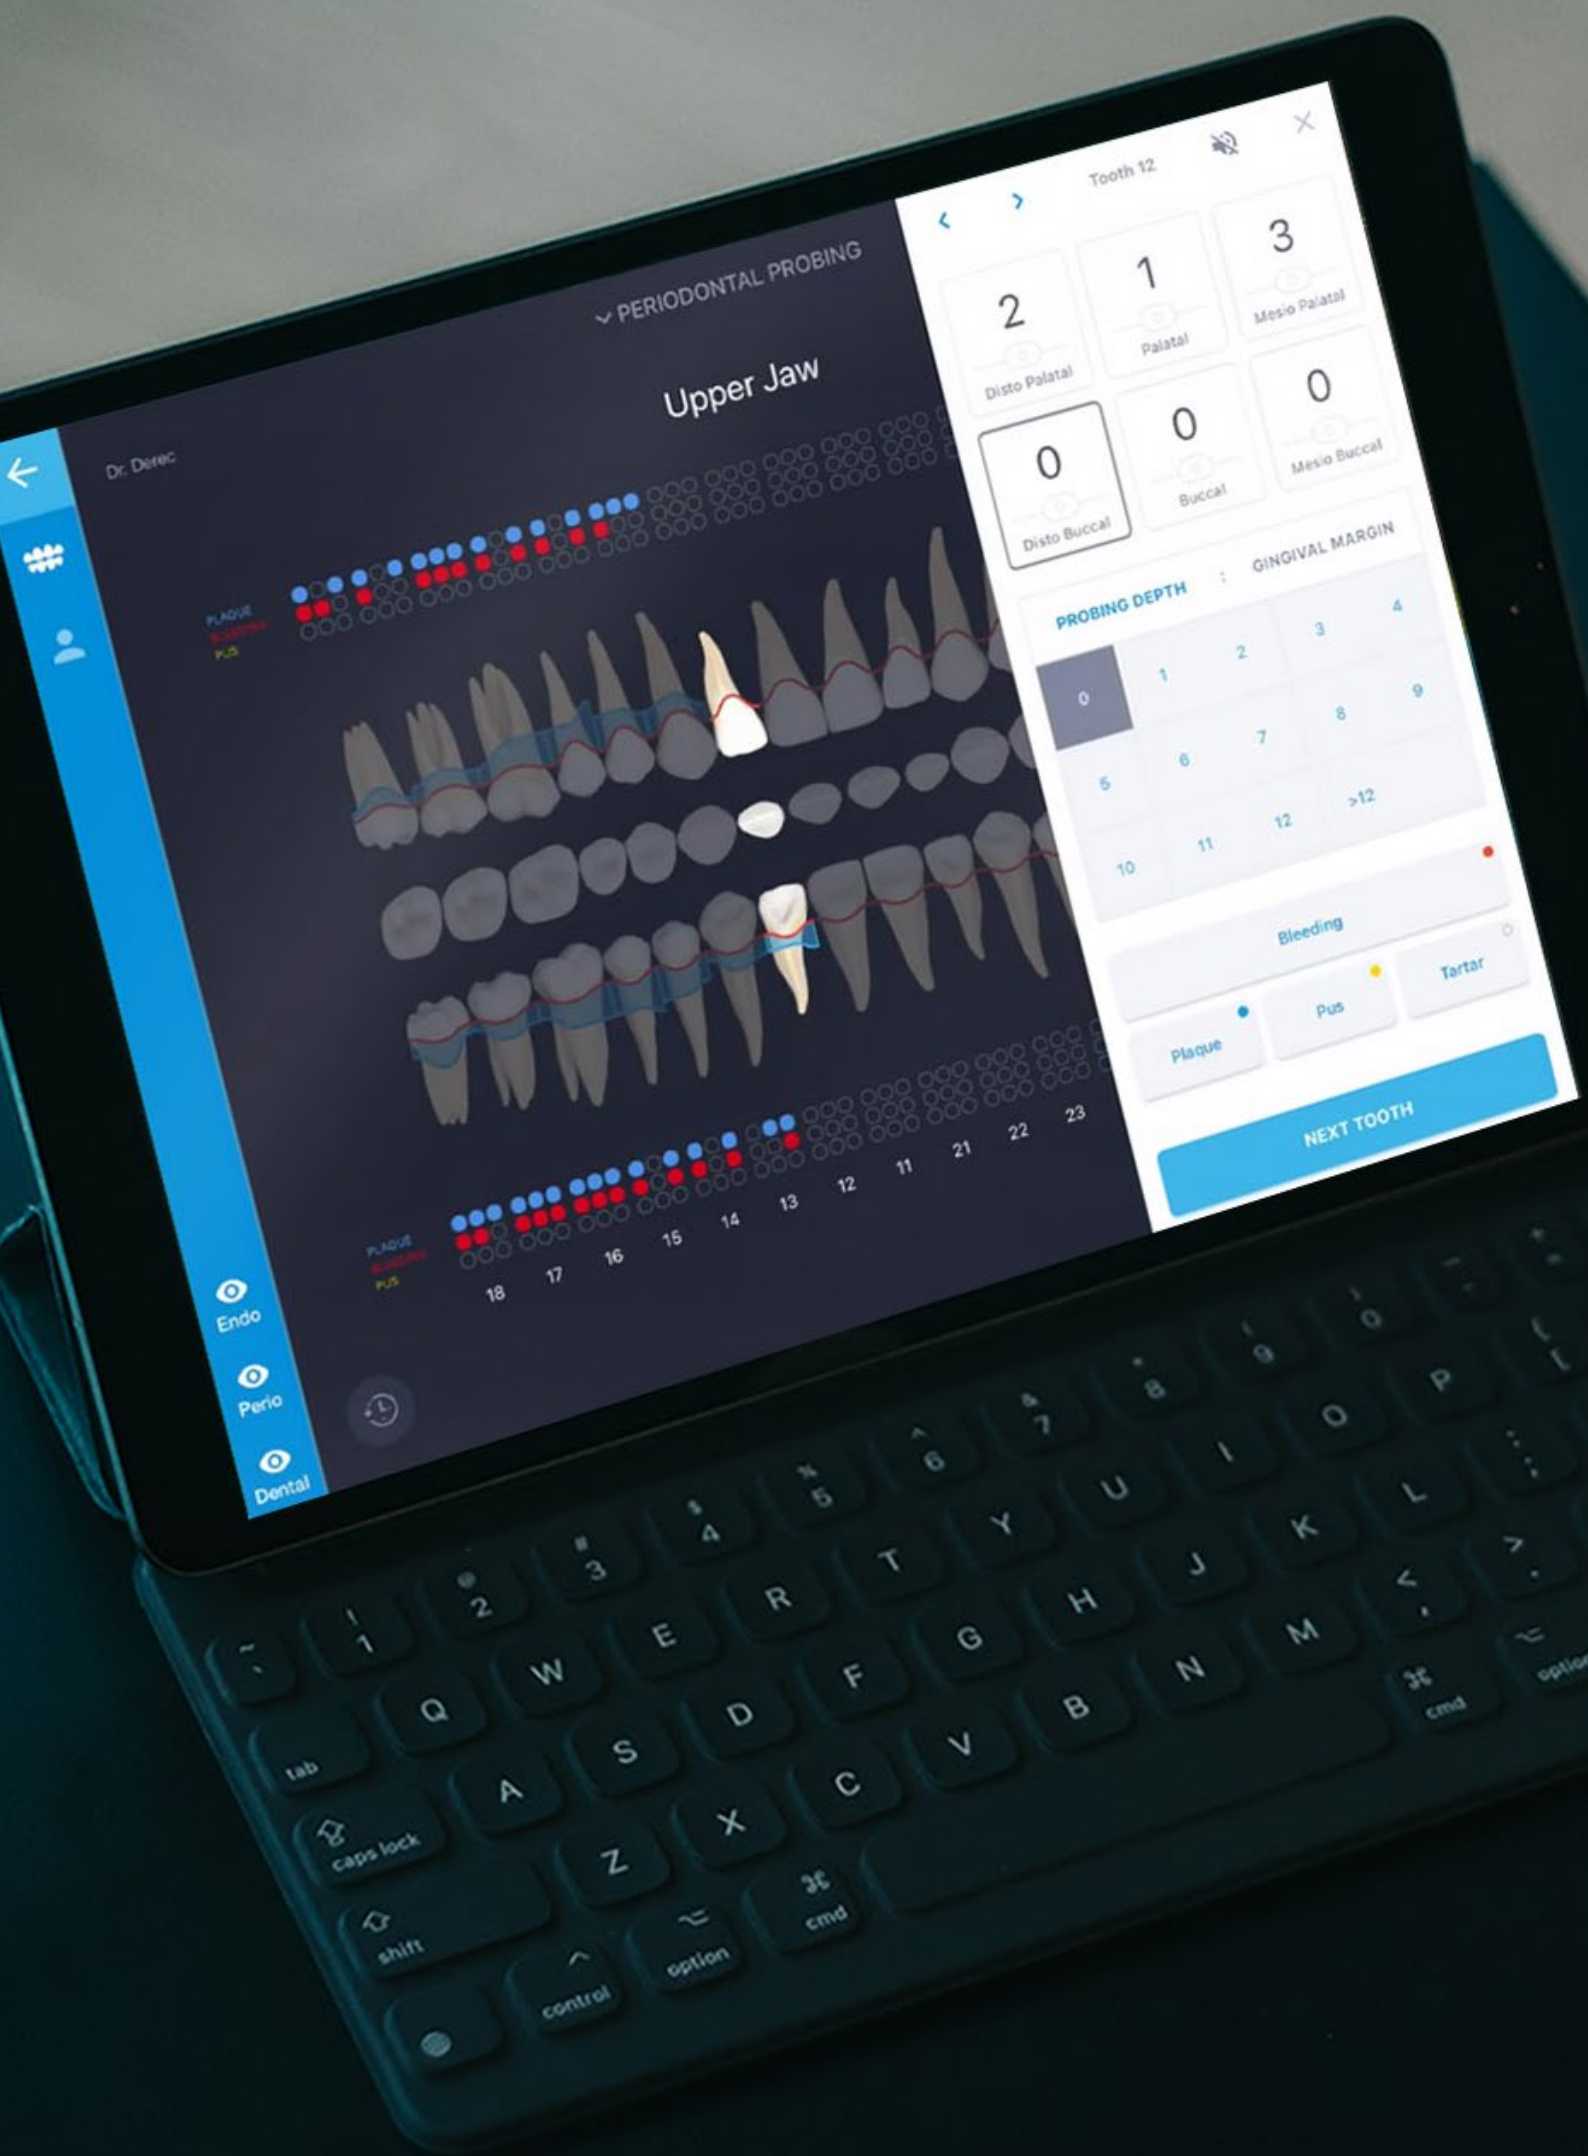 Dr. Derec
PERIODONTAL PROBING
Upper Jaw
PLAQUE
BLEEDING
PUS
PLAQUE
BLEEDING
PUS
18 17 16 15 14 13 12 11 21 22 23
Endo
Perio
Dental
Tooth 12
2 1 3
Disto Palatal Palatal Mesio Palatal
0 0 0
Disto Buccal Buccal Mesio Buccal
PROBING DEPTH : GINGIVAL MARGIN
0 1 2 3 4
5 6 7 8 9
10 11 12 >12
Bleeding
Plaque Pus Tartar
NEXT TOOTH
~ ! @ # $ % ^ & * ( )
` 1 2 3 4 5 6 7 8 9 0
tab Q W E R T Y U I O P { [
caps lock A S D F G H J K L : ;
shift Z X C V B N M < , > .
control option cmd cmd option